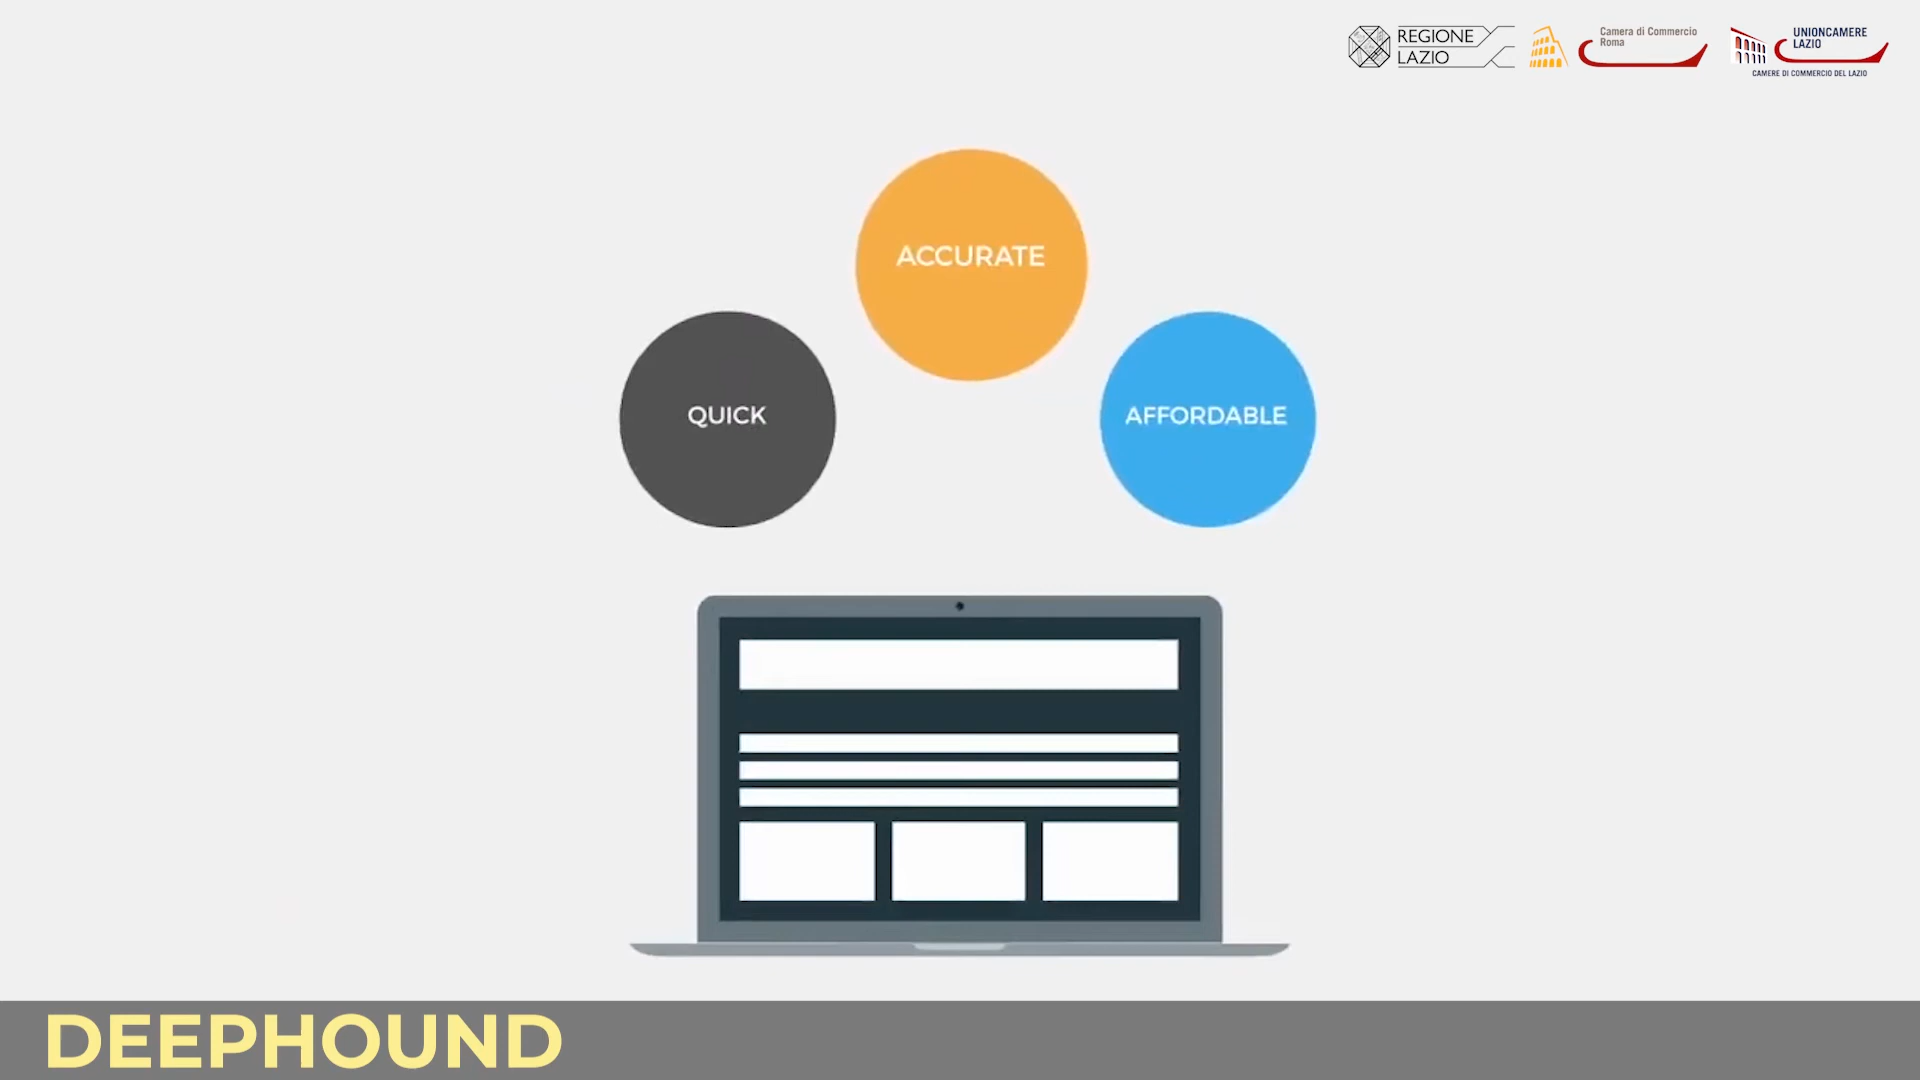 REGIONE
LAZIO
Camera di Commercio
Roma
UNIONCAMERE
LAZIO
CAMERE DI COMMERCIO DEL LAZIO
ACCURATE
QUICK
AFFORDABLE
DEEPHOUND